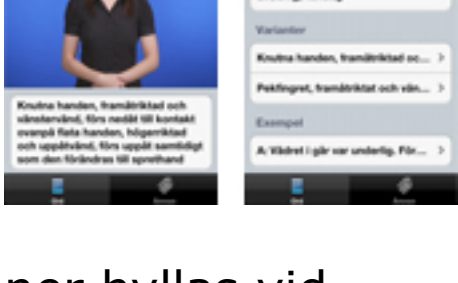 Knutna handen, framåtriktad och
vänstervänd, förs nedåt till kontakt
ovanpå flata handen, högerriktad
och uppåtvänd, förs uppåt samtidigt
som den förändras till sprethand
Varianter
Knutna handen, framåtriktad oc...
Pekfingret, framåtriktat och vän...
Exempel
A: Vädret i går var underlig. För...